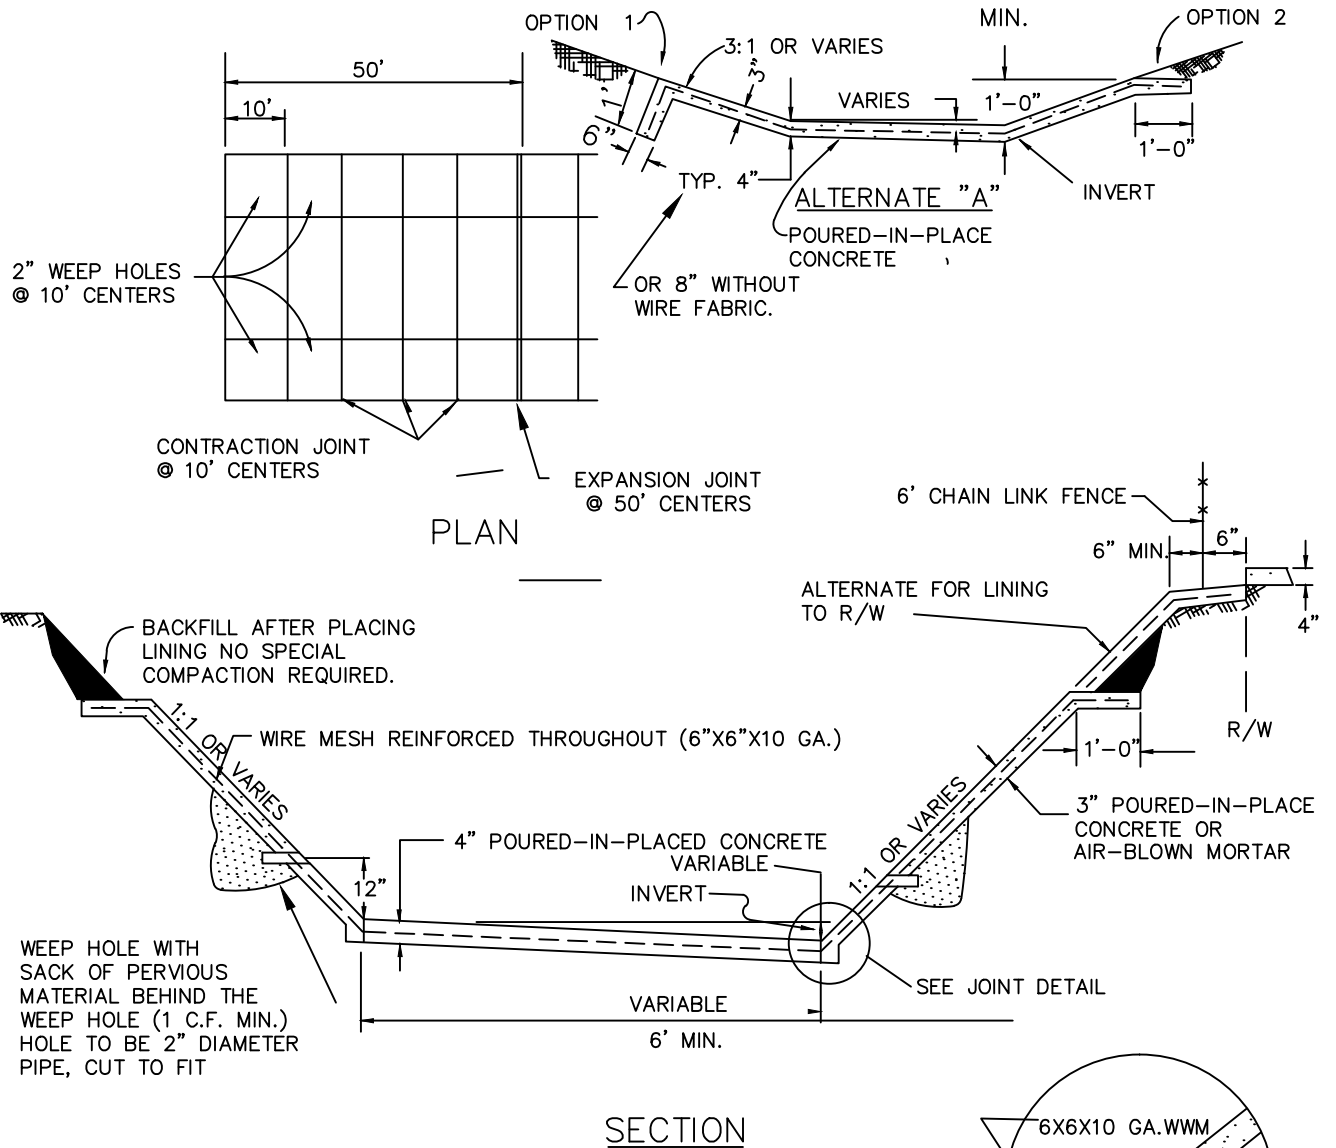 OPTION 1
MIN.
OPTION 2
50'
3:1 OR VARIES
3"
10'
1'
VARIES
1'-0"
6"
1'-0"
TYP. 4"
INVERT
ALTERNATE "A"
POURED-IN-PLACE
CONCRETE
2" WEEP HOLES
@ 10' CENTERS
OR 8" WITHOUT
WIRE FABRIC.
CONTRACTION JOINT
@ 10' CENTERS
EXPANSION JOINT
@ 50' CENTERS
PLAN
6' CHAIN LINK FENCE
6" MIN.
6"
ALTERNATE FOR LINING
TO R/W
4"
BACKFILL AFTER PLACING
LINING NO SPECIAL
COMPACTION REQUIRED.
R/W
1:1 OR VARIES
WIRE MESH REINFORCED THROUGHOUT (6"X6"X10 GA.)
1'-0"
1:1 OR VARIES
3" POURED-IN-PLACE
CONCRETE OR
AIR-BLOWN MORTAR
4" POURED-IN-PLACED CONCRETE
VARIABLE
12"
INVERT
WEEP HOLE WITH
SACK OF PERVIOUS
MATERIAL BEHIND THE
WEEP HOLE (1 C.F. MIN.)
HOLE TO BE 2" DIAMETER
PIPE, CUT TO FIT
SEE JOINT DETAIL
VARIABLE
6' MIN.
SECTION
6X6X10 GA.WWM